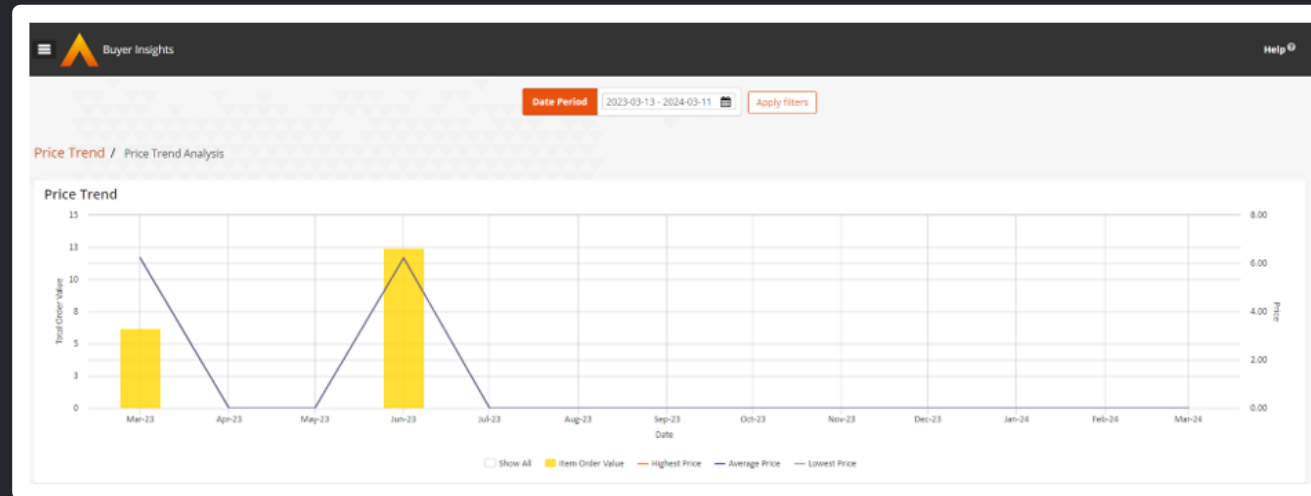 Buyer Insights
Help
Date Period 2023-03-13 - 2024-03-11 Apply filters
Price Trend / Price Trend Analysis
Price Trend
15 8.00
13
10 6.00
8 4.00
5
3 2.00
0 0.00
Total Order Value
Price
Mar-23 Apr-23 May-23 Jun-23 Jul-23 Aug-23 Sep-23 Oct-23 Nov-23 Dec-23 Jan-24 Feb-24 Mar-24
Date
Show All Item Order Value Highest Price Average Price Lowest Price